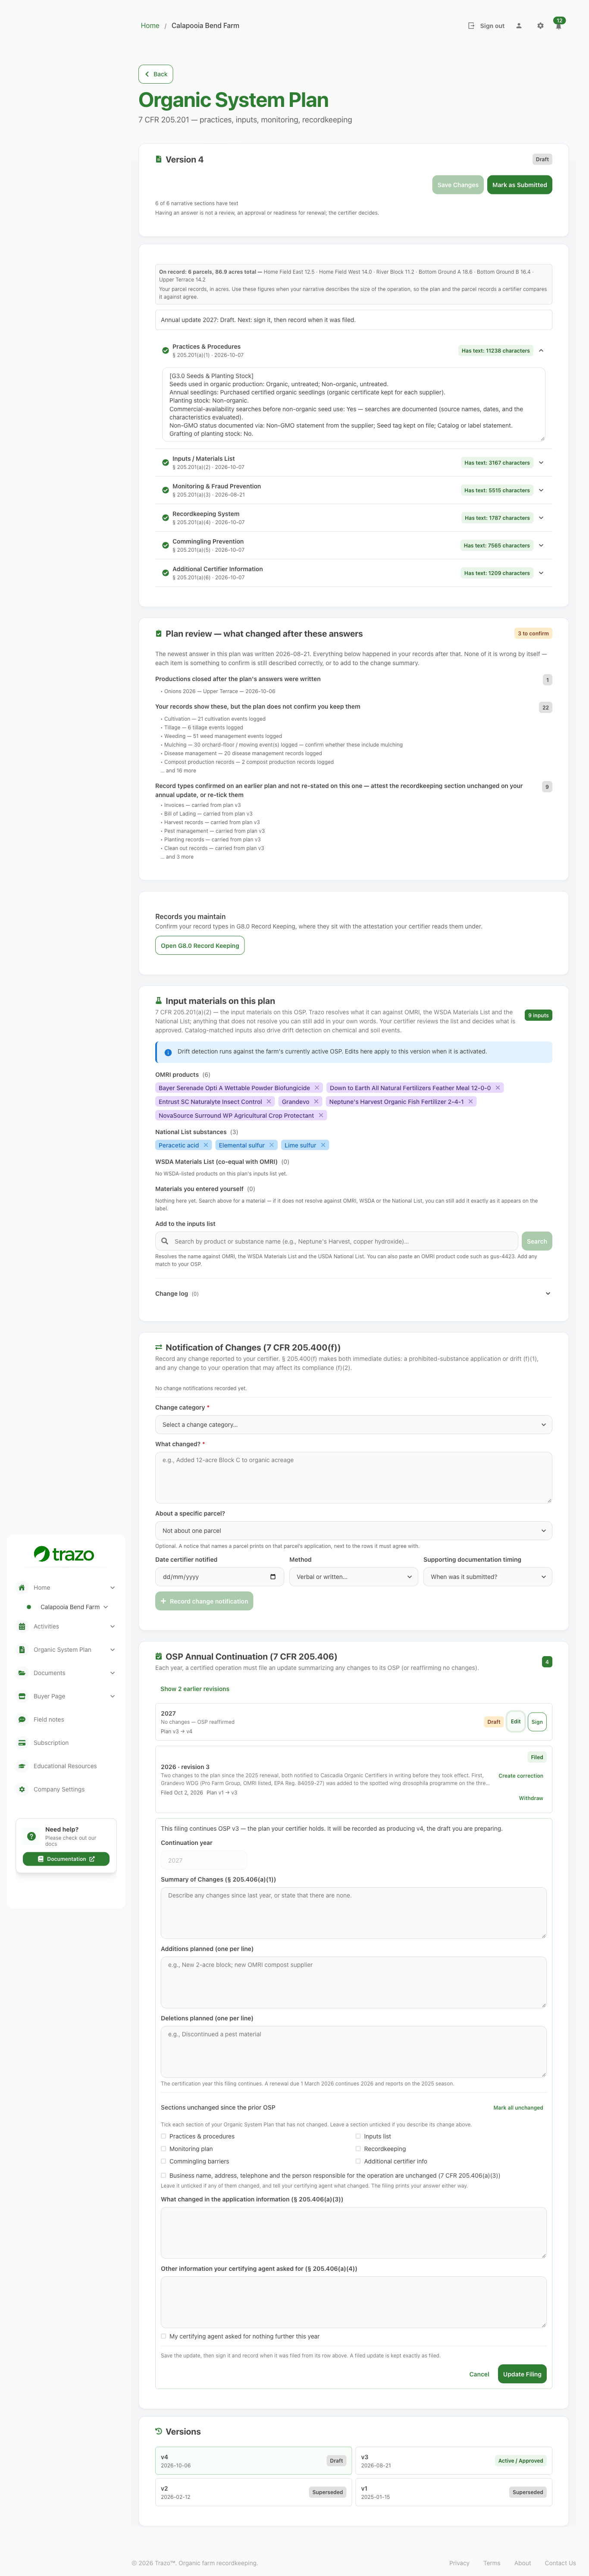 Home / Calapooia Bend Farm
Sign out
12
Back
Organic System Plan
7 CFR 205.201 — practices, inputs, monitoring, recordkeeping
Version 4
Draft
Save Changes
Mark as Submitted
6 of 6 narrative sections have text
Having an answer is not a review, an approval or readiness for renewal; the certifier decides.
On record: 6 parcels, 86.9 acres total — Home Field East 12.5 · Home Field West 14.0 · River Block 11.2 · Bottom Ground A 18.6 · Bottom Ground B 16.4 ·
Upper Terrace 14.2
Your parcel records, in acres. Use these figures when your narrative describes the size of the operation, so the plan and the parcel records a certifier compares
it against agree.
Annual update 2027: Draft. Next: sign it, then record when it was filed.
Practices & Procedures
§ 205.201(a)(1) · 2026-10-07
Has text: 11238 characters
[G3.0 Seeds & Planting Stock]
Seeds used in organic production: Organic, untreated; Non-organic, untreated.
Annual seedlings: Purchased certified organic seedlings (organic certificate kept for each supplier).
Planting stock: Non-organic.
Commercial-availability searches before non-organic seed use: Yes — searches are documented (source names, dates, and the
characteristics evaluated).
Non-GMO status documented via: Non-GMO statement from the supplier; Seed tag kept on file; Catalog or label statement.
Grafting of planting stock: No.
Inputs / Materials List
§ 205.201(a)(2) · 2026-10-07
Has text: 3167 characters
Monitoring & Fraud Prevention
§ 205.201(a)(3) · 2026-08-21
Has text: 5515 characters
Recordkeeping System
§ 205.201(a)(4) · 2026-10-07
Has text: 1787 characters
Commingling Prevention
§ 205.201(a)(5) · 2026-10-07
Has text: 7565 characters
Additional Certifier Information
§ 205.201(a)(6) · 2026-10-07
Has text: 1209 characters
Plan review — what changed after these answers
3 to confirm
The newest answer in this plan was written 2026-08-21. Everything below happened in your records after that. None of it is wrong by itself —
each item is something to confirm is still described correctly, or to add to the change summary.
Productions closed after the plan's answers were written
1
• Onions 2026 — Upper Terrace — 2026-10-06
Your records show these, but the plan does not confirm you keep them
22
• Cultivation — 21 cultivation events logged
• Tillage — 6 tillage events logged
• Weeding — 51 weed management events logged
• Mulching — 30 orchard-floor / mowing event(s) logged — confirm whether these include mulching
• Disease management — 20 disease management records logged
• Compost production records — 2 compost production records logged
… and 16 more
Record types confirmed on an earlier plan and not re-stated on this one — attest the recordkeeping section unchanged on your
annual update, or re-tick them
9
• Invoices — carried from plan v3
• Bill of Lading — carried from plan v3
• Harvest records — carried from plan v3
• Pest management — carried from plan v3
• Planting records — carried from plan v3
• Clean out records — carried from plan v3
… and 3 more
Records you maintain
Confirm your record types in G8.0 Record Keeping, where they sit with the attestation your certifier reads them under.
Open G8.0 Record Keeping
Input materials on this plan
7 CFR 205.201(a)(2) — the input materials on this OSP. Trazo resolves what it can against OMRI, the WSDA Materials List and the
National List; anything that does not resolve you can still add in your own words. Your certifier reviews the list and decides what is
approved. Catalog-matched inputs also drive drift detection on chemical and soil events.
9 inputs
Drift detection runs against the farm's currently active OSP. Edits here apply to this version when it is activated.
OMRI products (6)
Bayer Serenade Opti A Wettable Powder Biofungicide
Down to Earth All Natural Fertilizers Feather Meal 12-0-0
Entrust SC Naturalyte Insect Control
Grandevo
Neptune's Harvest Organic Fish Fertilizer 2-4-1
NovaSource Surround WP Agricultural Crop Protectant
National List substances (3)
Peracetic acid
Elemental sulfur
Lime sulfur
WSDA Materials List (co-equal with OMRI) (0)
No WSDA-listed products on this plan's inputs list yet.
Materials you entered yourself (0)
Nothing here yet. Search above for a material — if it does not resolve against OMRI, WSDA or the National List, you can still add it exactly as it appears on the
label.
Add to the inputs list
Search by product or substance name (e.g., Neptune's Harvest, copper hydroxide)...
Search
Resolves the name against OMRI, the WSDA Materials List and the USDA National List. You can also paste an OMRI product code such as gus-4423. Add any
match to your OSP.
Change log (0)
Notification of Changes (7 CFR 205.400(f))
Record any change reported to your certifier. § 205.400(f) makes both immediate duties: a prohibited-substance application or drift (f)(1),
and any change to your operation that may affect its compliance (f)(2).
No change notifications recorded yet.
Change category *
Select a change category...
What changed? *
e.g., Added 12-acre Block C to organic acreage
About a specific parcel?
Not about one parcel
Optional. A notice that names a parcel prints on that parcel's application, next to the rows it must agree with.
Date certifier notified
Method
Supporting documentation timing
dd/mm/yyyy
Verbal or written...
When was it submitted?
Record change notification
trazo
Home
Calapooia Bend Farm
Activities
Organic System Plan
Documents
Buyer Page
Field notes
Subscription
Educational Resources
Company Settings
Need help?
Please check out our
docs
Documentation
OSP Annual Continuation (7 CFR 205.406)
Each year, a certified operation must file an update summarizing any changes to its OSP (or reaffirming no changes).
4
Show 2 earlier revisions
2027
No changes — OSP reaffirmed
Plan v3 → v4
Draft
Edit
Sign
Filed
2026 · revision 3
Two changes to the plan since the 2025 renewal, both notified to Cascadia Organic Certifiers in writing before they took effect. First,
Grandevo WDG (Pro Farm Group, OMRI listed, EPA Reg. 84059-27) was added to the spotted wing drosophila programme on the thre...
Filed Oct 2, 2026 Plan v1 → v3
Create correction
Withdraw
This filing continues OSP v3 — the plan your certifier holds. It will be recorded as producing v4, the draft you are preparing.
Continuation year
2027
Summary of Changes (§ 205.406(a)(1))
Describe any changes since last year, or state that there are none.
Additions planned (one per line)
e.g., New 2-acre block; new OMRI compost supplier
Deletions planned (one per line)
e.g., Discontinued a pest material
The certification year this filing continues. A renewal due 1 March 2026 continues 2026 and reports on the 2025 season.
Sections unchanged since the prior OSP
Mark all unchanged
Tick each section of your Organic System Plan that has not changed. Leave a section unticked if you describe its change above.
Practices & procedures
Inputs list
Monitoring plan
Recordkeeping
Commingling barriers
Additional certifier info
Business name, address, telephone and the person responsible for the operation are unchanged (7 CFR 205.406(a)(3))
Leave it unticked if any of them changed, and tell your certifying agent what changed. The filing prints your answer either way.
What changed in the application information (§ 205.406(a)(3))
Other information your certifying agent asked for (§ 205.406(a)(4))
My certifying agent asked for nothing further this year
Save the update, then sign it and record when it was filed from its row above. A filed update is kept exactly as filed.
Cancel
Update Filing
Versions
v4
2026-10-06
Draft
v3
2026-08-21
Active / Approved
v2
2026-02-12
Superseded
v1
2025-01-15
Superseded
© 2026 Trazo™. Organic farm recordkeeping.
Privacy
Terms
About
Contact Us